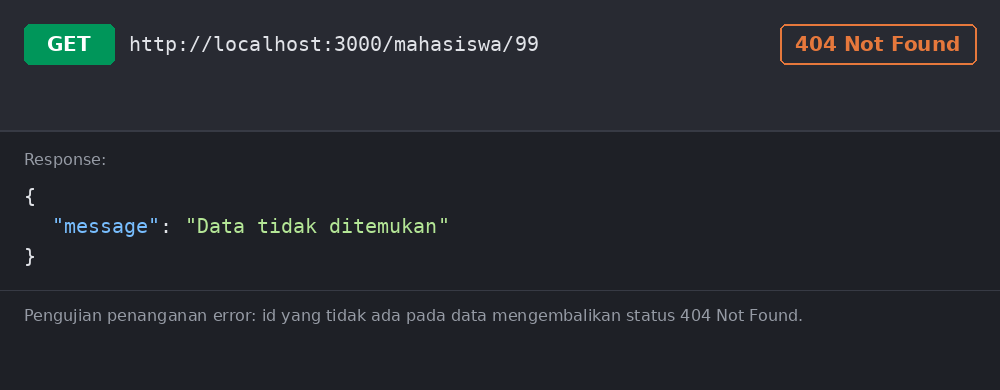 GET http://localhost:3000/mahasiswa/99 404 Not Found
Response:
{
"message": "Data tidak ditemukan"
}
Pengujian penanganan error: id yang tidak ada pada data mengembalikan status 404 Not Found.